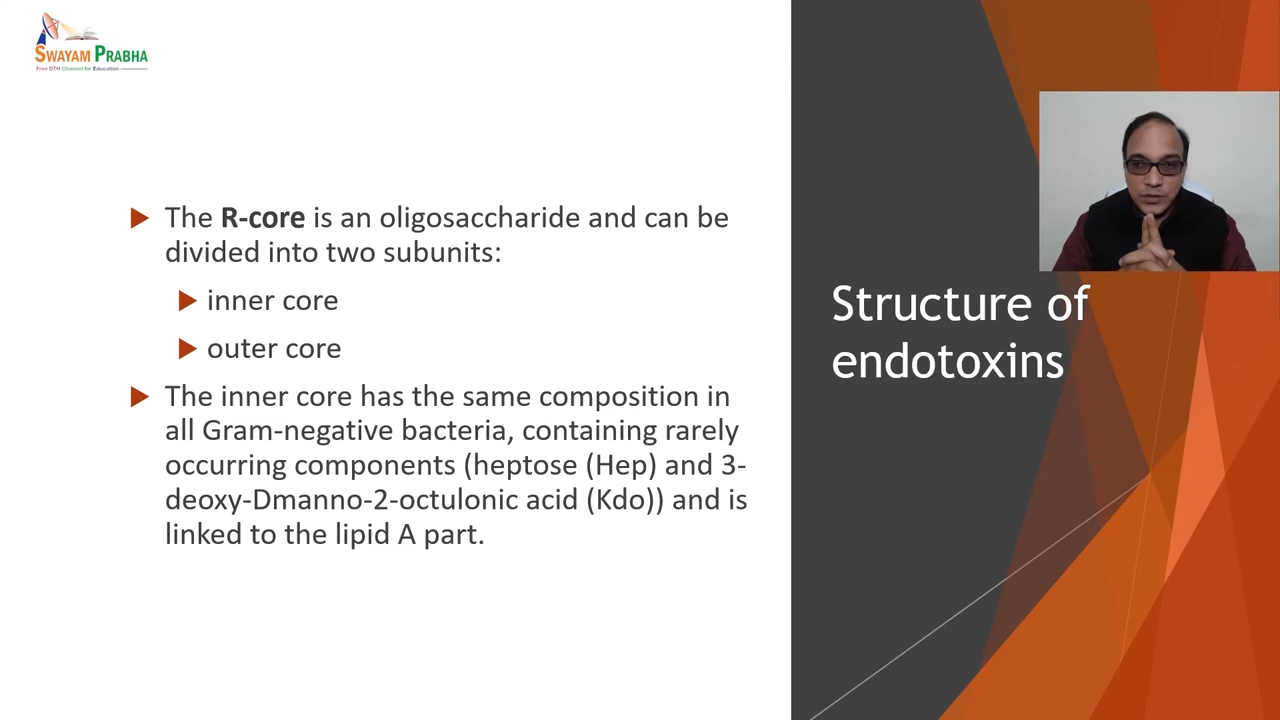 SWAYAM PRABHA
Free DTH Channel for Education
The R-core is an oligosaccharide and can be
divided into two subunits:
inner core
outer core
The inner core has the same composition in
all Gram-negative bacteria, containing rarely
occurring components (heptose (Hep) and 3-
deoxy-Dmanno-2-octulonic acid (Kdo)) and is
linked to the lipid A part.
Structure of
endotoxins